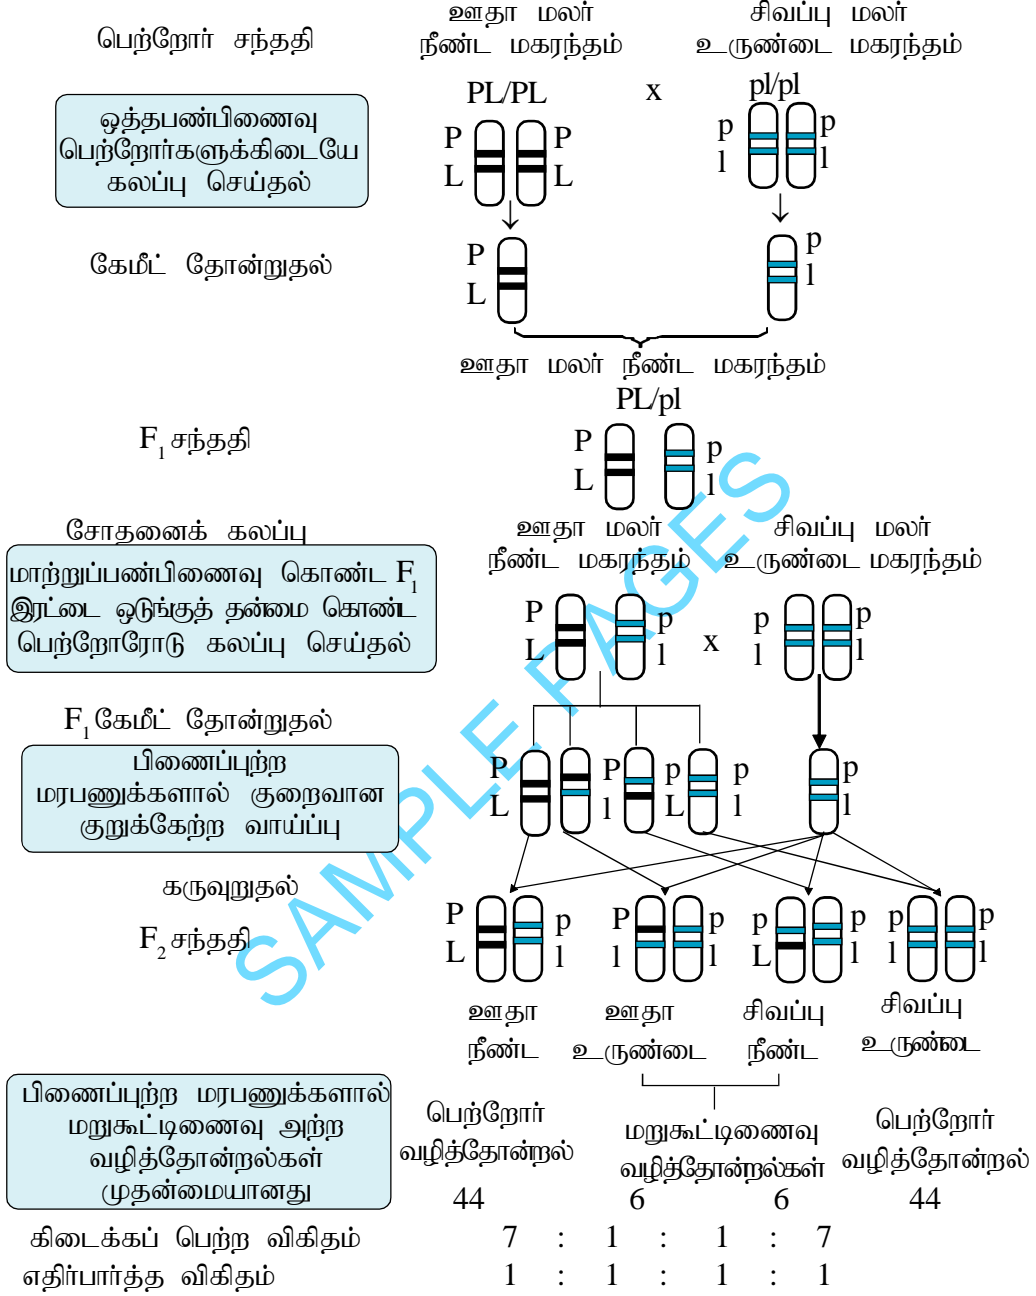 பெற்றோர் சந்ததி
ஊதா மலர்
நீண்ட மகரந்தம்
சிவப்பு மலர்
உருண்டை மகரந்தம்
PL/PL x pl/pl
ஒத்தபண்பிணைவு
பெற்றோர்களுக்கிடையே
கலப்பு செய்தல்
P P p p
L L l l
கேமீட் தோன்றுதல்
P p
L l
ஊதா மலர் நீண்ட மகரந்தம்
PL/pl
F1 சந்ததி
P p
L l
சோதனைக் கலப்பு
ஊதா மலர்
நீண்ட மகரந்தம்
சிவப்பு மலர்
உருண்டை மகரந்தம்
மாற்றுப்பண்பிணைவு கொண்ட F1
இரட்டை ஒடுங்குத் தன்மை கொண்ட
பெற்றோரோடு கலப்பு செய்தல்
P p x p p
L l l l
F1 கேமீட் தோன்றுதல்
பிணைப்புற்ற
மரபணுக்களால் குறைவான
குறுக்கேற்ற வாய்ப்பு
P P p p p
L l L l l
கருவுறுதல்
F2 சந்ததி
P p P p p p p p
L l l l L l l l
ஊதா
நீண்ட
ஊதா
உருண்டை
சிவப்பு
நீண்ட
சிவப்பு
உருண்டை
பிணைப்புற்ற மரபணுக்களால்
மறுகூட்டிணைவு அற்ற
வழித்தோன்றல்கள்
முதன்மையானது
பெற்றோர்
வழித்தோன்றல்
மறுகூட்டிணைவு
வழித்தோன்றல்கள்
பெற்றோர்
வழித்தோன்றல்
44 6 6 44
கிடைக்கப் பெற்ற விகிதம் 7 : 1 : 1 : 7
எதிர்பார்த்த விகிதம் 1 : 1 : 1 : 1
SAMPLE PAGES